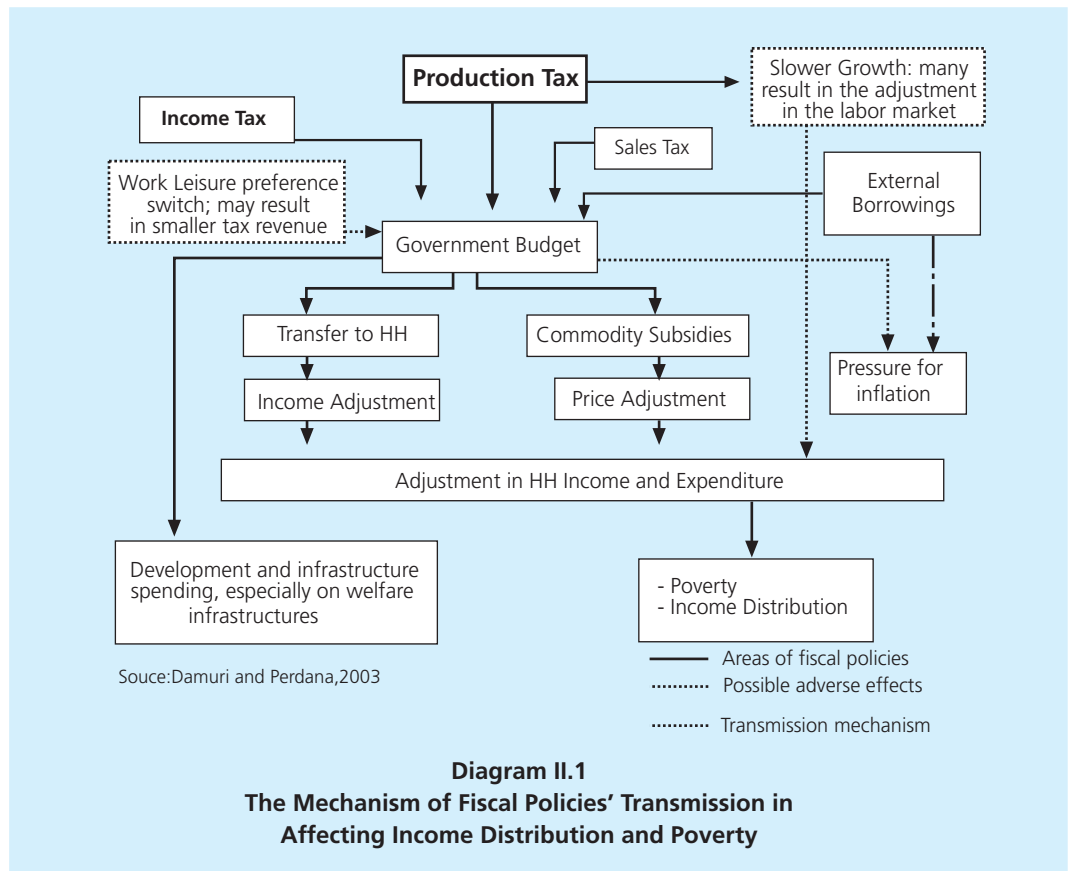 Production Tax
Slower Growth: many
result in the adjustment
in the labor market
Income Tax
Sales Tax
Work Leisure preference
switch; may result
in smaller tax revenue
External
Borrowings
Government Budget
Transfer to HH
Commodity Subsidies
Pressure for
inflation
Income Adjustment
Price Adjustment
Adjustment in HH Income and Expenditure
Development and infrastructure
spending, especially on welfare
infrastructures
- Poverty
- Income Distribution
Souce:Damuri and Perdana,2003
Areas of fiscal policies
Possible adverse effects
Transmission mechanism
Diagram II.1
The Mechanism of Fiscal Policies' Transmission in
Affecting Income Distribution and Poverty